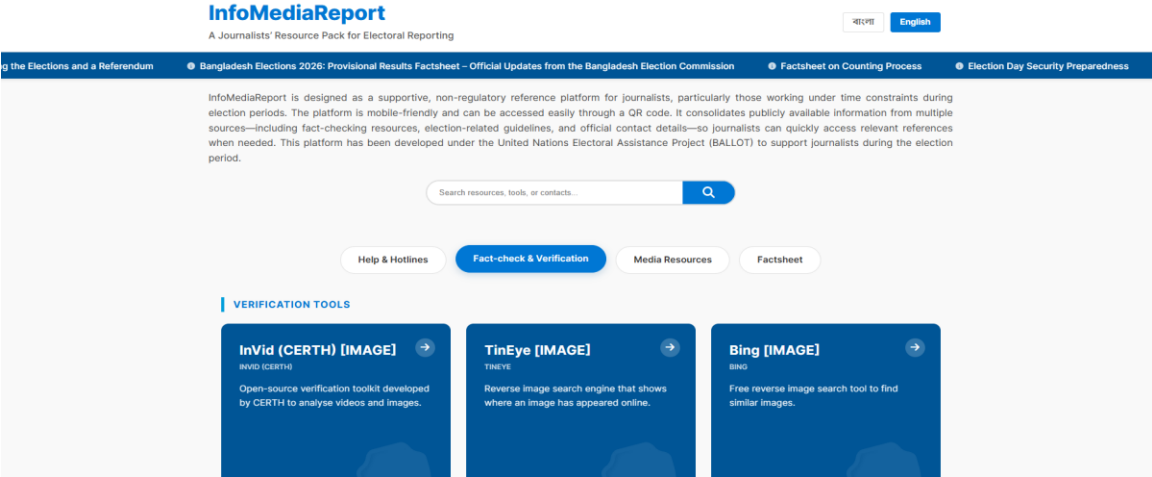 InfoMediaReport
A Journalists' Resource Pack for Electoral Reporting
বাংলা
English
g the Elections and a Referendum
Bangladesh Elections 2026: Provisional Results Factsheet – Official Updates from the Bangladesh Election Commission
Factsheet on Counting Process
Election Day Security Preparedness
InfoMediaReport is designed as a supportive, non-regulatory reference platform for journalists, particularly those working under time constraints during
election periods. The platform is mobile-friendly and can be accessed easily through a QR code. It consolidates publicly available information from multiple
sources—including fact-checking resources, election-related guidelines, and official contact details—so journalists can quickly access relevant references
when needed. This platform has been developed under the United Nations Electoral Assistance Project (BALLOT) to support journalists during the election
period.
Search resources, tools, or contacts...
Help & Hotlines
Fact-check & Verification
Media Resources
Factsheet
VERIFICATION TOOLS
InVid (CERTH) [IMAGE]
INVID (CERTH)
Open-source verification toolkit developed
by CERTH to analyse videos and images.
TinEye [IMAGE]
TINEYE
Reverse image search engine that shows
where an image has appeared online.
Bing [IMAGE]
BING
Free reverse image search tool to find
similar images.